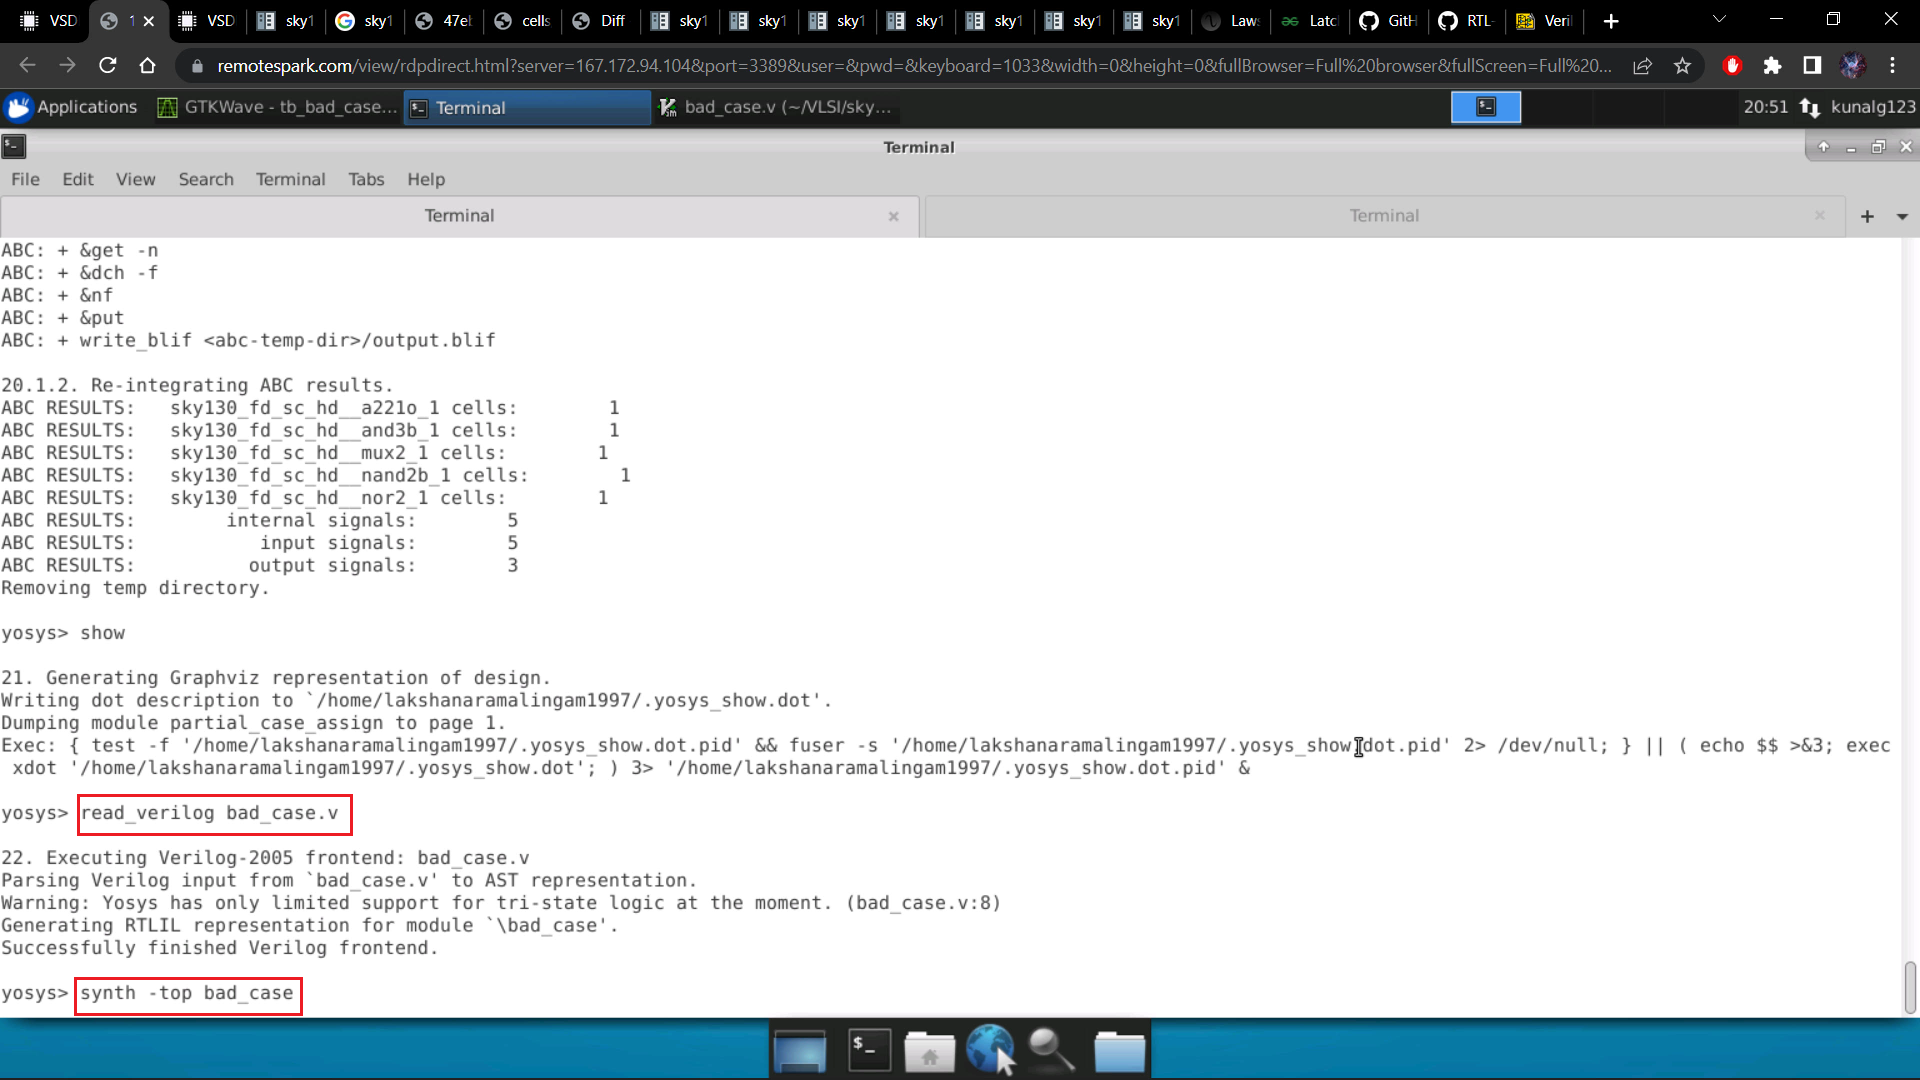 VSD
1
VSD
sky1
sky1
47e
cells
Diff
sky1
sky1
sky1
sky1
sky1
sky1
sky1
Law
Latc
GitH
RTL-
Veri
remotespark.com/view/rdpdirect.html?server=167.172.94.104&port=3389&user=&pwd=&keyboard=1033&width=0&height=0&fullBrowser=Full%20browser&fullScreen=Full%20...
Applications
GTKWave - tb_bad_case...
Terminal
bad_case.v (~/VLSI/sky...
20:51
kunalg123
Terminal
File Edit View Search Terminal Tabs Help
Terminal
Terminal
ABC: + &get -n
ABC: + &dch -f
ABC: + &nf
ABC: + &put
ABC: + write_blif <abc-temp-dir>/output.blif
20.1.2. Re-integrating ABC results.
ABC RESULTS:   sky130_fd_sc_hd__a221o_1 cells:        1
ABC RESULTS:   sky130_fd_sc_hd__and3b_1 cells:        1
ABC RESULTS:   sky130_fd_sc_hd__mux2_1 cells:        1
ABC RESULTS:   sky130_fd_sc_hd__nand2b_1 cells:        1
ABC RESULTS:   sky130_fd_sc_hd__nor2_1 cells:        1
ABC RESULTS:        internal signals:        5
ABC RESULTS:           input signals:        5
ABC RESULTS:          output signals:        3
Removing temp directory.
yosys> show
21. Generating Graphviz representation of design.
Writing dot description to `/home/lakshanaramalingam1997/.yosys_show.dot'.
Dumping module partial_case_assign to page 1.
Exec: { test -f '/home/lakshanaramalingam1997/.yosys_show.dot.pid' && fuser -s '/home/lakshanaramalingam1997/.yosys_show.dot.pid' 2> /dev/null; } || ( echo $$ >&3; exec
xdot '/home/lakshanaramalingam1997/.yosys_show.dot'; ) 3> '/home/lakshanaramalingam1997/.yosys_show.dot.pid' &
yosys> read_verilog bad_case.v
22. Executing Verilog-2005 frontend: bad_case.v
Parsing Verilog input from `bad_case.v' to AST representation.
Warning: Yosys has only limited support for tri-state logic at the moment. (bad_case.v:8)
Generating RTLIL representation for module `\bad_case'.
Successfully finished Verilog frontend.
yosys> synth -top bad_case